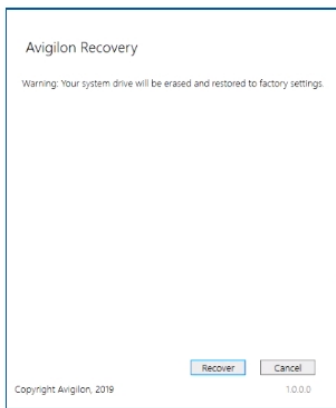 Avigilon Recovery
Warning: Your system drive will be erased and restored to factory settings.
Recover Cancel
Copyright Avigilon, 2019 1.0.0.0